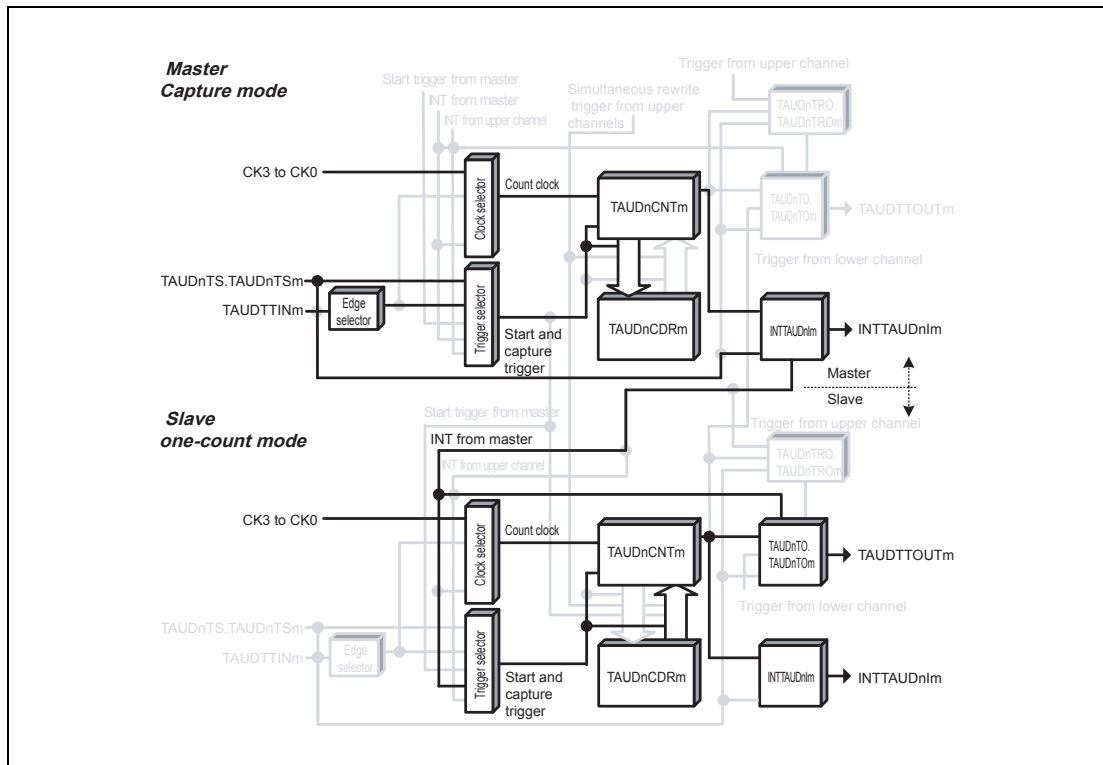 Master
Capture mode
Trigger from upper channel
Start trigger from master
INT from master
INT from upper channel
Simultaneous rewrite
trigger from upper
channels
TAUDnTRO.
TAUDnTROm
CK3 to CK0
Clock selector
Count clock
TAUDnCNTm
TAUDnTO.
TAUDnTOm
TAUDTTOUTm
Trigger from lower channel
TAUDnTS.TAUDnTSm
TAUDTTINm
Edge
selector
Trigger selector
Start and
capture
trigger
TAUDnCDRm
INTTAUDnIm
INTTAUDnIm
Master
Slave
Slave
one-count mode
Start trigger from master
INT from master
INT from upper channel
Trigger from upper channel
TAUDnTRO.
TAUDnTROm
CK3 to CK0
Clock selector
Count clock
TAUDnCNTm
TAUDnTO.
TAUDnTOm
TAUDTTOUTm
Trigger from lower channel
TAUDnTS.TAUDnTSm
TAUDTTINm
Edge
selector
Trigger selector
Start and
capture
trigger
TAUDnCDRm
INTTAUDnIm
INTTAUDnIm